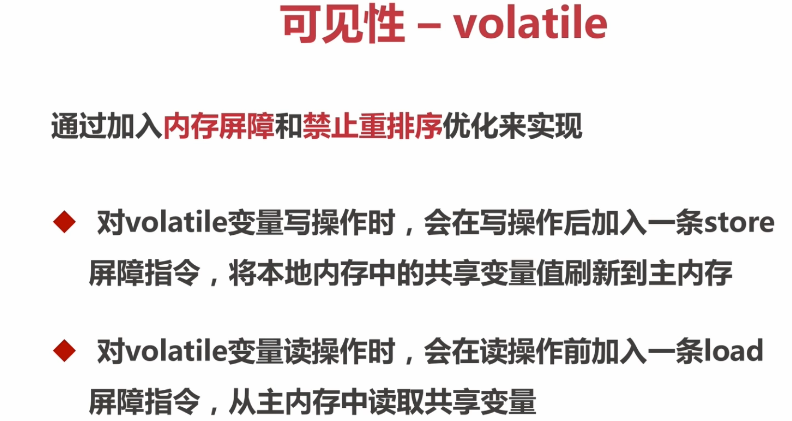 可见性 – volatile
通过加入内存屏障和禁止重排序优化来实现
◆ 对volatile变量写操作时，会在写操作后加入一条store
屏障指令，将本地内存中的共享变量值刷新到主内存
◆ 对volatile变量读操作时，会在读操作前加入一条load
屏障指令，从主内存中读取共享变量